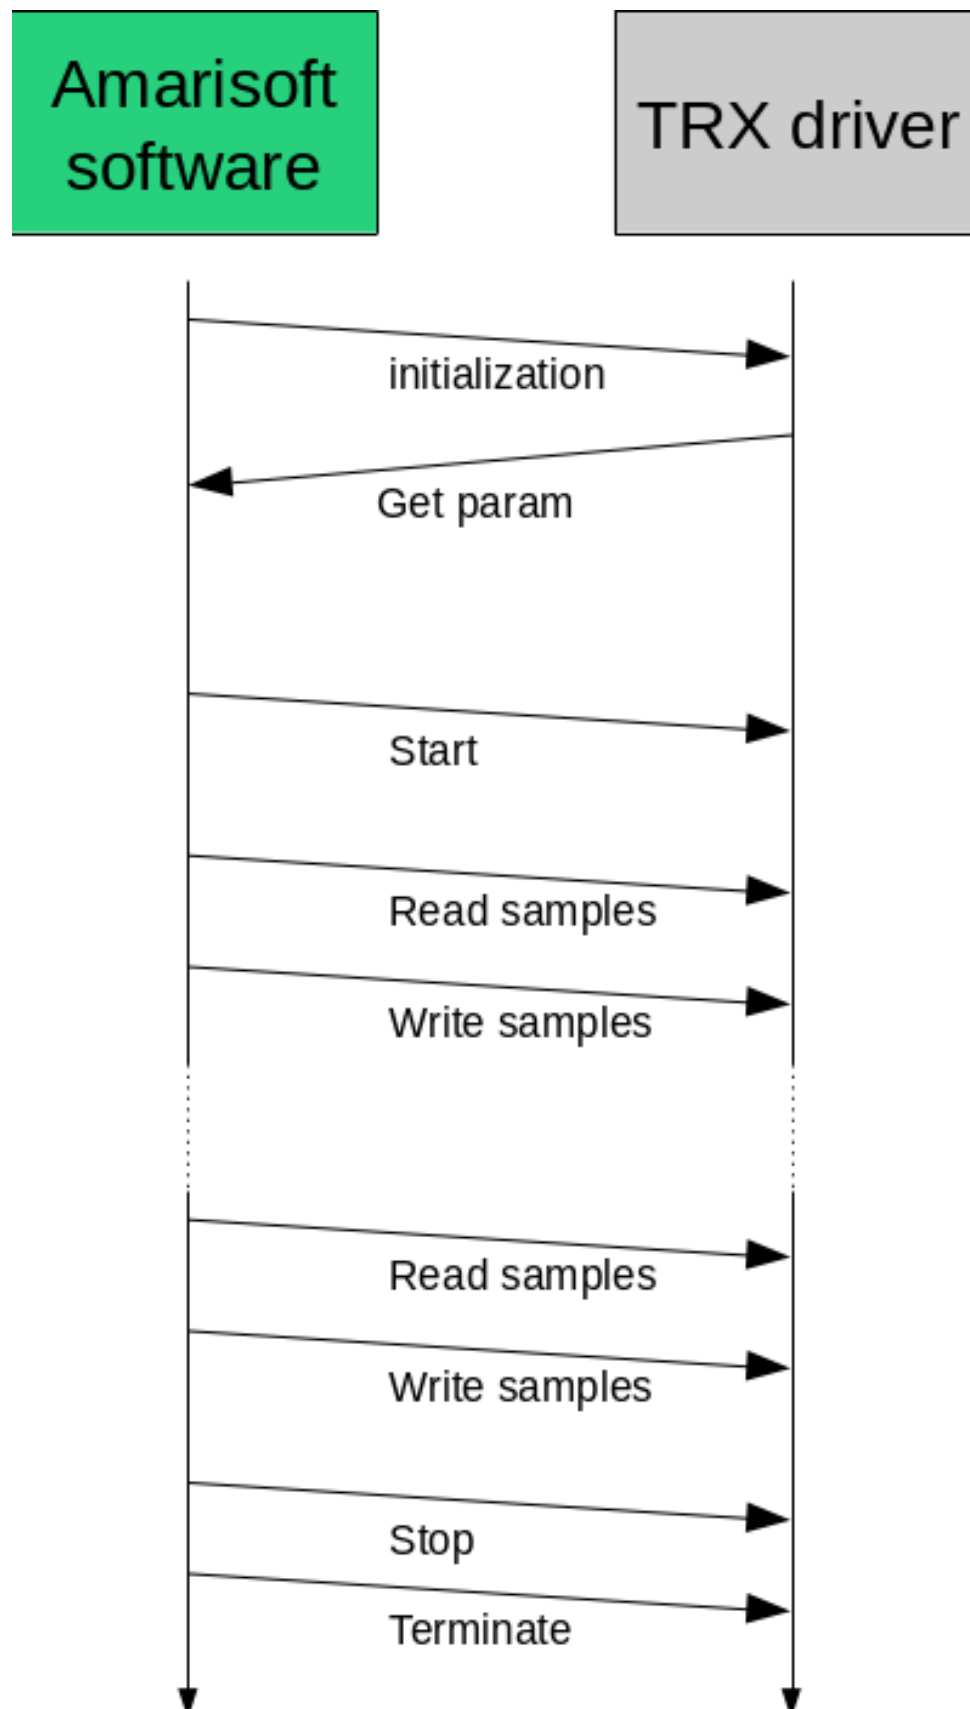 Amarisoft
software
TRX driver
initialization
Get param
Start
Read samples
Write samples
Read samples
Write samples
Stop
Terminate